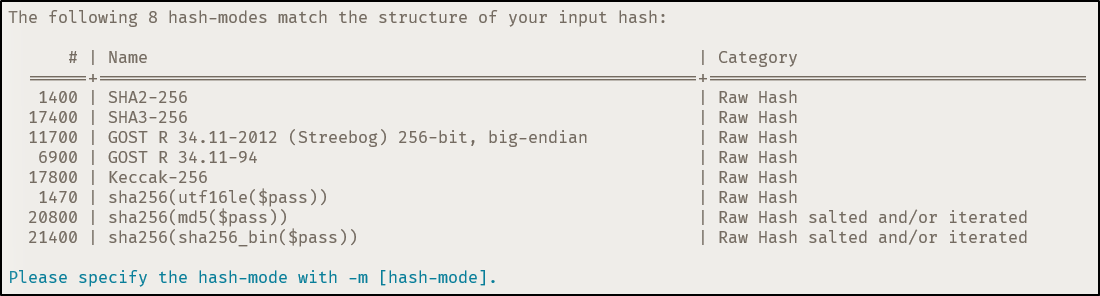 The following 8 hash-modes match the structure of your input hash:
# | Name | Category
======+============================================================+======================================
1400 | SHA2-256 | Raw Hash
17400 | SHA3-256 | Raw Hash
11700 | GOST R 34.11-2012 (Streebog) 256-bit, big-endian | Raw Hash
6900 | GOST R 34.11-94 | Raw Hash
17800 | Keccak-256 | Raw Hash
1470 | sha256(utf16le($pass)) | Raw Hash
20800 | sha256(md5($pass)) | Raw Hash salted and/or iterated
21400 | sha256(sha256_bin($pass)) | Raw Hash salted and/or iterated
Please specify the hash-mode with -m [hash-mode].